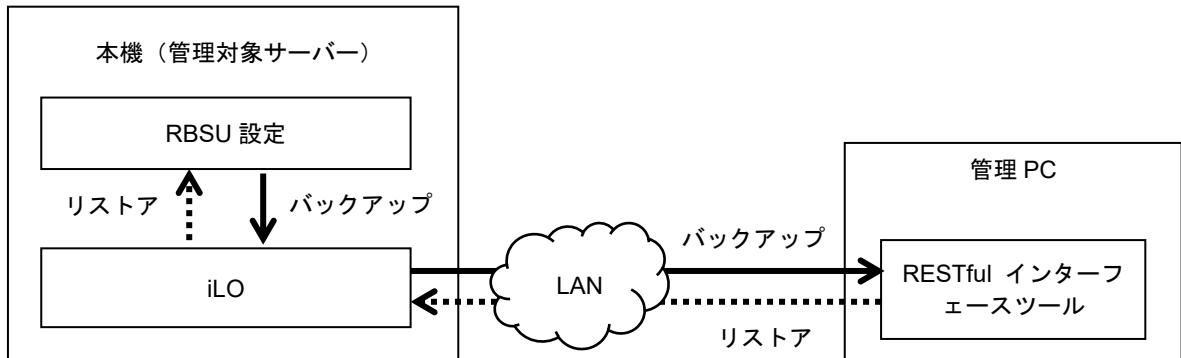 本機（管理対象サーバー）
RBSU 設定
リストア
バックアップ
iLO
LAN
バックアップ
リストア
管理 PC
RESTful インターフ
ェースツール